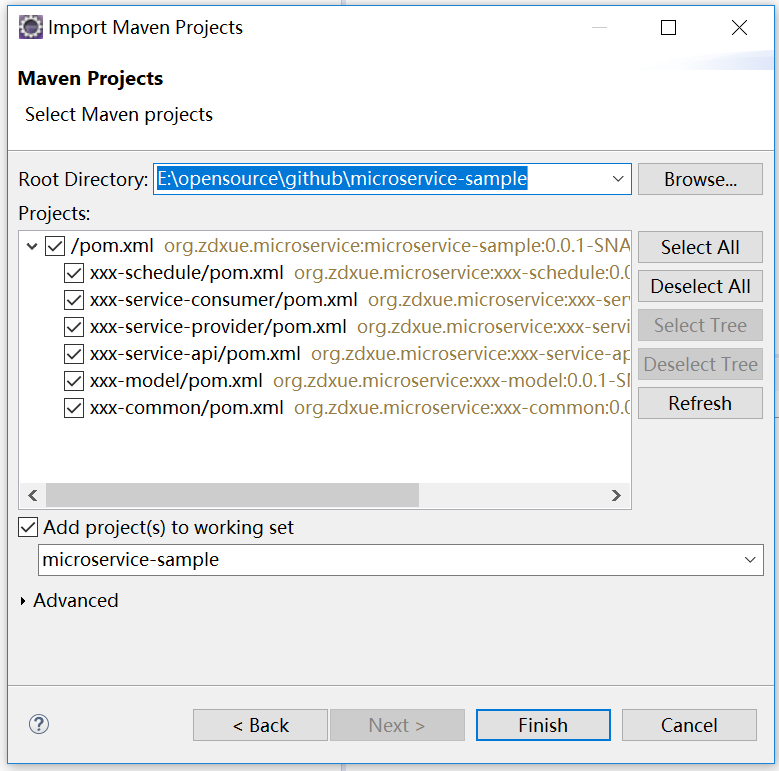 Import Maven Projects
Maven Projects
Select Maven projects
Root Directory: E:\opensource\github\microservice-sample Browse...
Projects:
/pom.xml org.zdxue.microservice:microservice-sample:0.0.1-SNA
xxx-schedule/pom.xml org.zdxue.microservice:xxx-schedule:0.0
xxx-service-consumer/pom.xml org.zdxue.microservice:xxx-ser
xxx-service-provider/pom.xml org.zdxue.microservice:xxx-servi
xxx-service-api/pom.xml org.zdxue.microservice:xxx-service-ap
xxx-model/pom.xml org.zdxue.microservice:xxx-model:0.0.1-SN
xxx-common/pom.xml org.zdxue.microservice:xxx-common:0.0
Select All
Deselect All
Select Tree
Deselect Tree
Refresh
Add project(s) to working set
microservice-sample
Advanced
? < Back Next > Finish Cancel